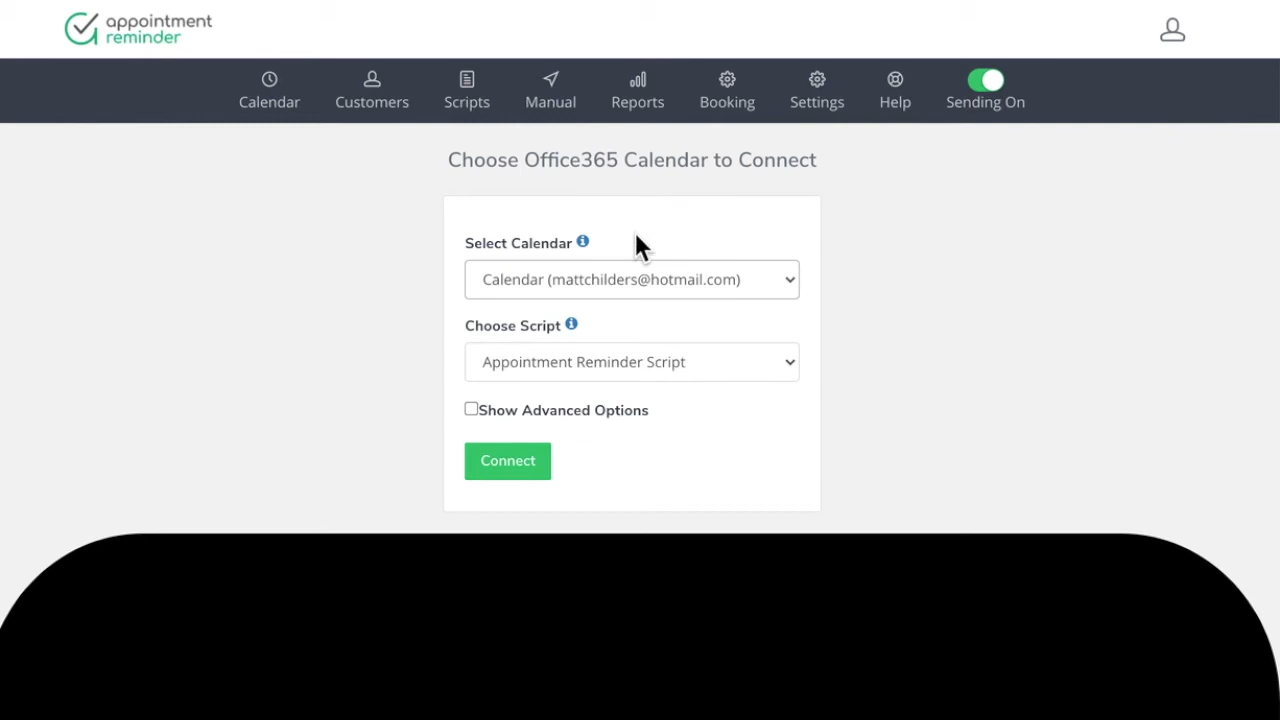 appointment
reminder
Calendar
Customers
Scripts
Manual
Reports
Booking
Settings
Help
Sending On
Choose Office365 Calendar to Connect
Select Calendar
Calendar (mattchilders@hotmail.com)
Choose Script
Appointment Reminder Script
Show Advanced Options
Connect